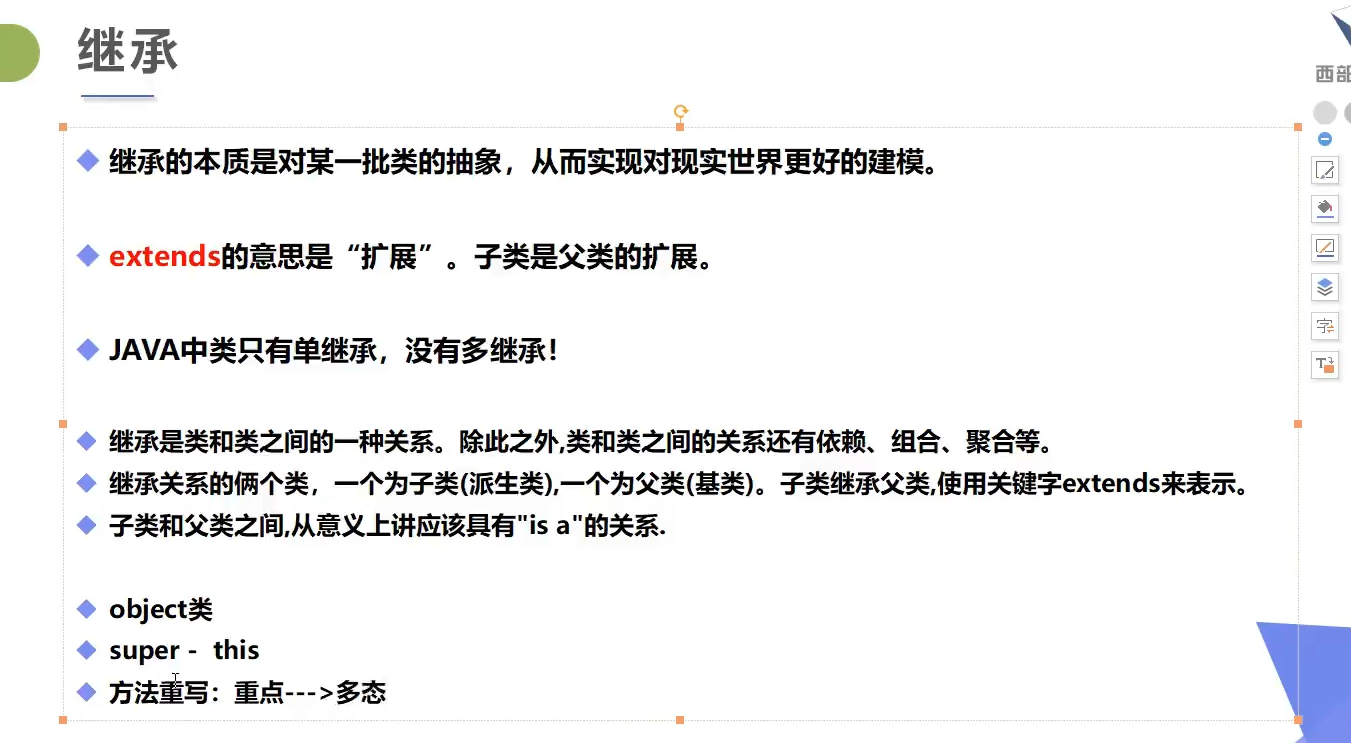 继承
西部
继承的本质是对某一批类的抽象，从而实现对现实世界更好的建模。
extends的意思是“扩展”。子类是父类的扩展。
JAVA中类只有单继承，没有多继承！
继承是类和类之间的一种关系。除此之外,类和类之间的关系还有依赖、组合、聚合等。
继承关系的俩个类，一个为子类(派生类),一个为父类(基类)。子类继承父类,使用关键字extends来表示。
子类和父类之间,从意义上讲应该具有"is a"的关系.
object类
super -  this
方法重写：重点--->多态